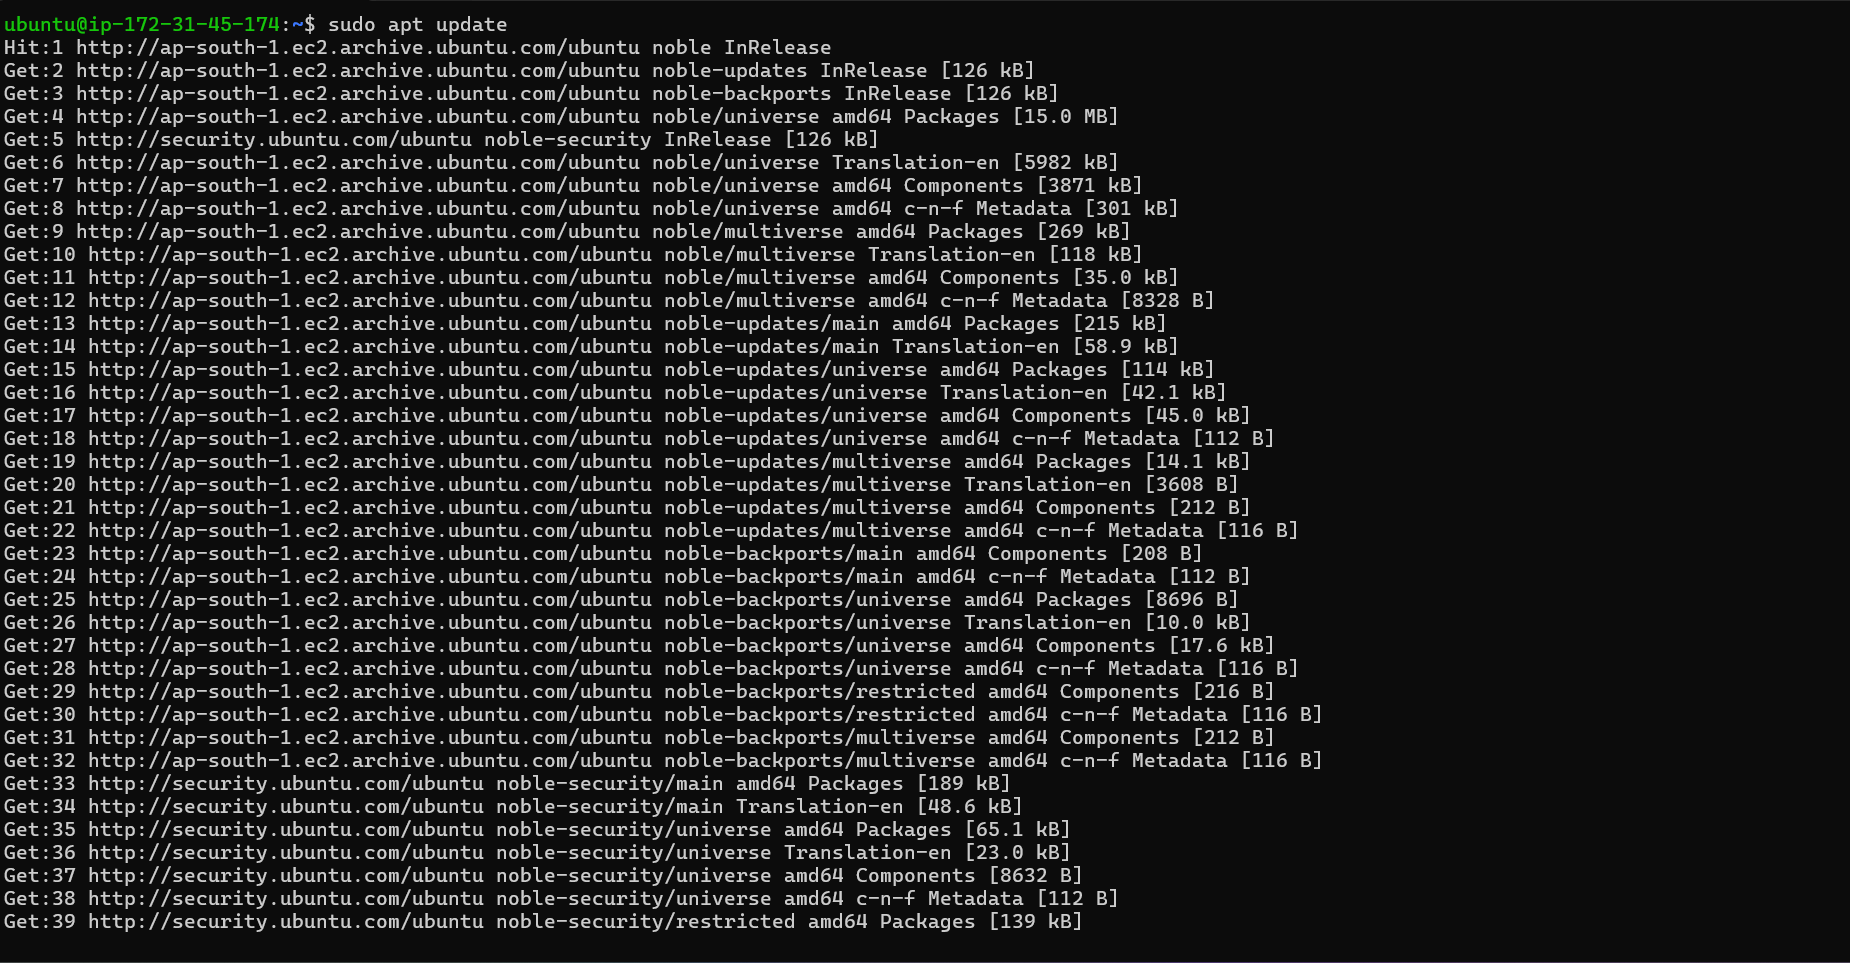 ubuntu@ip-172-31-45-174:~$ sudo apt update
Hit:1 http://ap-south-1.ec2.archive.ubuntu.com/ubuntu noble InRelease
Get:2 http://ap-south-1.ec2.archive.ubuntu.com/ubuntu noble-updates InRelease [126 kB]
Get:3 http://ap-south-1.ec2.archive.ubuntu.com/ubuntu noble-backports InRelease [126 kB]
Get:4 http://ap-south-1.ec2.archive.ubuntu.com/ubuntu noble/universe amd64 Packages [15.0 MB]
Get:5 http://security.ubuntu.com/ubuntu noble-security InRelease [126 kB]
Get:6 http://ap-south-1.ec2.archive.ubuntu.com/ubuntu noble/universe Translation-en [5982 kB]
Get:7 http://ap-south-1.ec2.archive.ubuntu.com/ubuntu noble/universe amd64 Components [3871 kB]
Get:8 http://ap-south-1.ec2.archive.ubuntu.com/ubuntu noble/universe amd64 c-n-f Metadata [301 kB]
Get:9 http://ap-south-1.ec2.archive.ubuntu.com/ubuntu noble/multiverse amd64 Packages [269 kB]
Get:10 http://ap-south-1.ec2.archive.ubuntu.com/ubuntu noble/multiverse Translation-en [118 kB]
Get:11 http://ap-south-1.ec2.archive.ubuntu.com/ubuntu noble/multiverse amd64 Components [35.0 kB]
Get:12 http://ap-south-1.ec2.archive.ubuntu.com/ubuntu noble/multiverse amd64 c-n-f Metadata [8328 B]
Get:13 http://ap-south-1.ec2.archive.ubuntu.com/ubuntu noble-updates/main amd64 Packages [215 kB]
Get:14 http://ap-south-1.ec2.archive.ubuntu.com/ubuntu noble-updates/main Translation-en [58.9 kB]
Get:15 http://ap-south-1.ec2.archive.ubuntu.com/ubuntu noble-updates/universe amd64 Packages [114 kB]
Get:16 http://ap-south-1.ec2.archive.ubuntu.com/ubuntu noble-updates/universe Translation-en [42.1 kB]
Get:17 http://ap-south-1.ec2.archive.ubuntu.com/ubuntu noble-updates/universe amd64 Components [45.0 kB]
Get:18 http://ap-south-1.ec2.archive.ubuntu.com/ubuntu noble-updates/universe amd64 c-n-f Metadata [112 B]
Get:19 http://ap-south-1.ec2.archive.ubuntu.com/ubuntu noble-updates/multiverse amd64 Packages [14.1 kB]
Get:20 http://ap-south-1.ec2.archive.ubuntu.com/ubuntu noble-updates/multiverse Translation-en [3608 B]
Get:21 http://ap-south-1.ec2.archive.ubuntu.com/ubuntu noble-updates/multiverse amd64 Components [212 B]
Get:22 http://ap-south-1.ec2.archive.ubuntu.com/ubuntu noble-updates/multiverse amd64 c-n-f Metadata [116 B]
Get:23 http://ap-south-1.ec2.archive.ubuntu.com/ubuntu noble-backports/main amd64 Components [208 B]
Get:24 http://ap-south-1.ec2.archive.ubuntu.com/ubuntu noble-backports/main amd64 c-n-f Metadata [112 B]
Get:25 http://ap-south-1.ec2.archive.ubuntu.com/ubuntu noble-backports/universe amd64 Packages [8696 B]
Get:26 http://ap-south-1.ec2.archive.ubuntu.com/ubuntu noble-backports/universe Translation-en [10.0 kB]
Get:27 http://ap-south-1.ec2.archive.ubuntu.com/ubuntu noble-backports/universe amd64 Components [17.6 kB]
Get:28 http://ap-south-1.ec2.archive.ubuntu.com/ubuntu noble-backports/universe amd64 c-n-f Metadata [116 B]
Get:29 http://ap-south-1.ec2.archive.ubuntu.com/ubuntu noble-backports/restricted amd64 Components [216 B]
Get:30 http://ap-south-1.ec2.archive.ubuntu.com/ubuntu noble-backports/restricted amd64 c-n-f Metadata [116 B]
Get:31 http://ap-south-1.ec2.archive.ubuntu.com/ubuntu noble-backports/multiverse amd64 Components [212 B]
Get:32 http://ap-south-1.ec2.archive.ubuntu.com/ubuntu noble-backports/multiverse amd64 c-n-f Metadata [116 B]
Get:33 http://security.ubuntu.com/ubuntu noble-security/main amd64 Packages [189 kB]
Get:34 http://security.ubuntu.com/ubuntu noble-security/main Translation-en [48.6 kB]
Get:35 http://security.ubuntu.com/ubuntu noble-security/universe amd64 Packages [65.1 kB]
Get:36 http://security.ubuntu.com/ubuntu noble-security/universe Translation-en [23.0 kB]
Get:37 http://security.ubuntu.com/ubuntu noble-security/universe amd64 Components [8632 B]
Get:38 http://security.ubuntu.com/ubuntu noble-security/universe amd64 c-n-f Metadata [112 B]
Get:39 http://security.ubuntu.com/ubuntu noble-security/restricted amd64 Packages [139 kB]